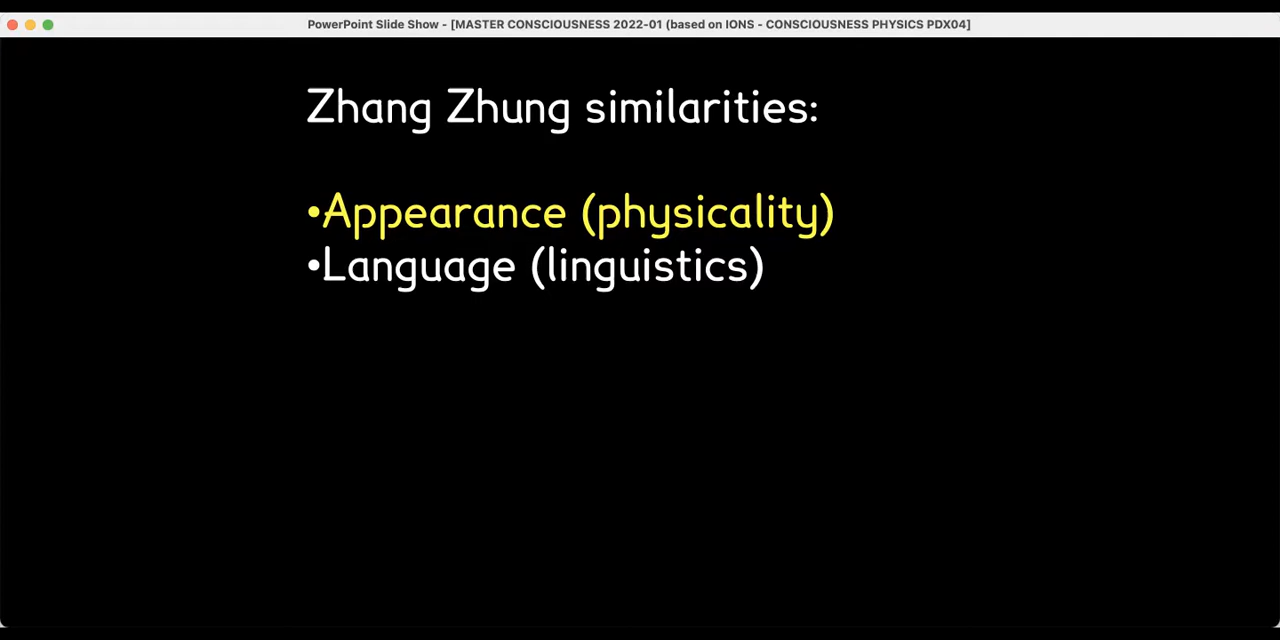 PowerPoint Slide Show - [MASTER CONSCIOUSNESS 2022-01 (based on IONS - CONSCIOUSNESS PHYSICS PDX04]
Zhang Zhung similarities:
•Appearance (physicality)
•Language (linguistics)